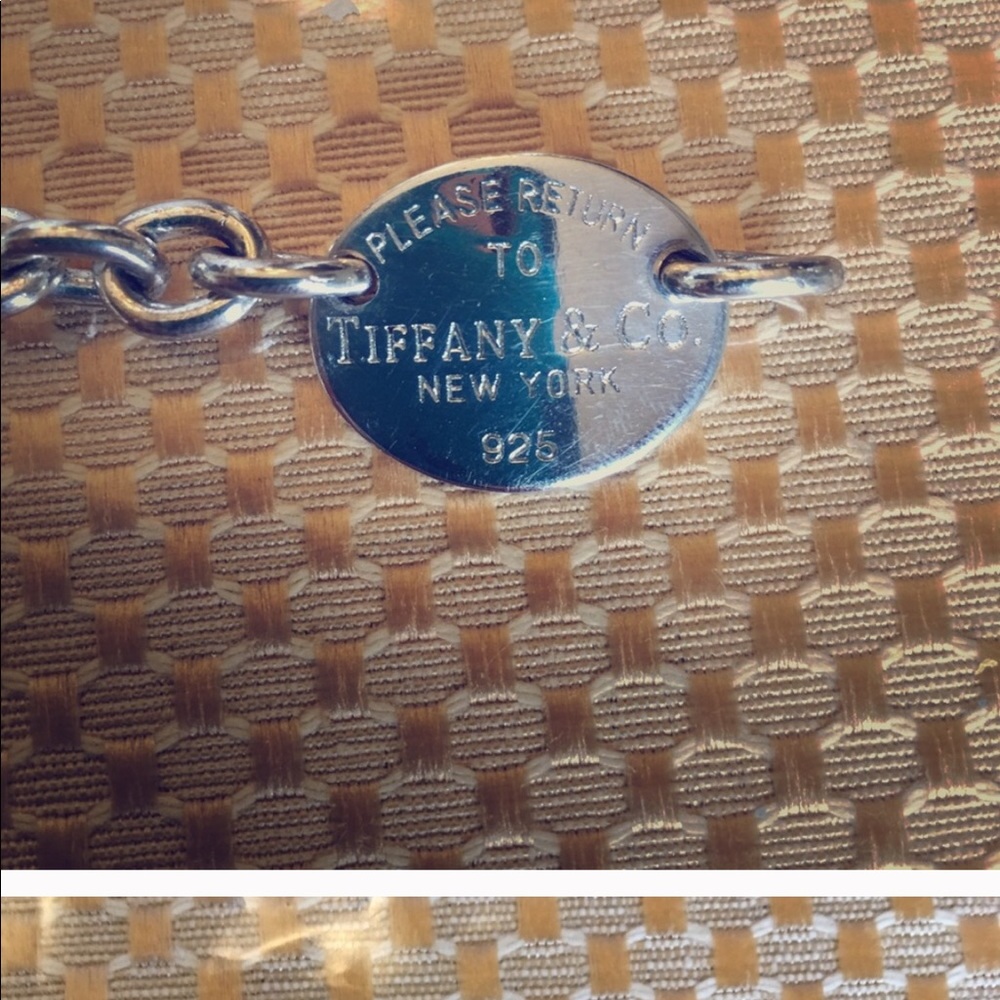 PLEASE RETURN
TO
TIFFANY & CO.
NEW YORK
925